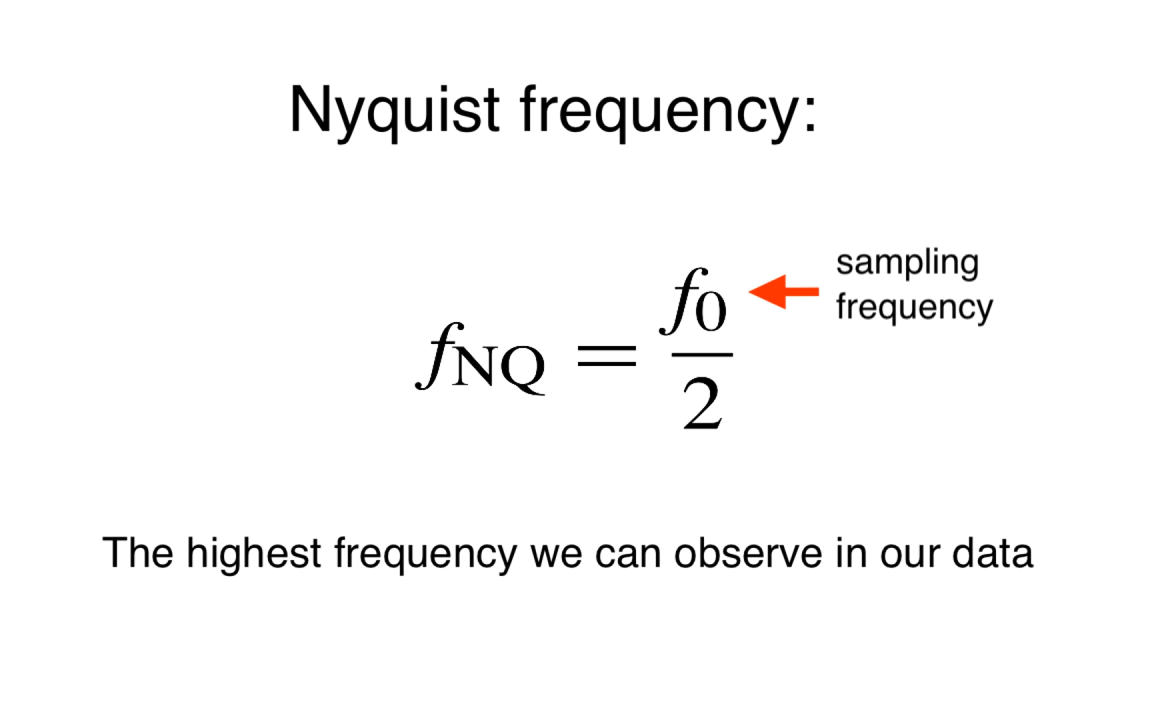 Nyquist frequency:
sampling
frequency
f_NQ = f_0 / 2
The highest frequency we can observe in our data